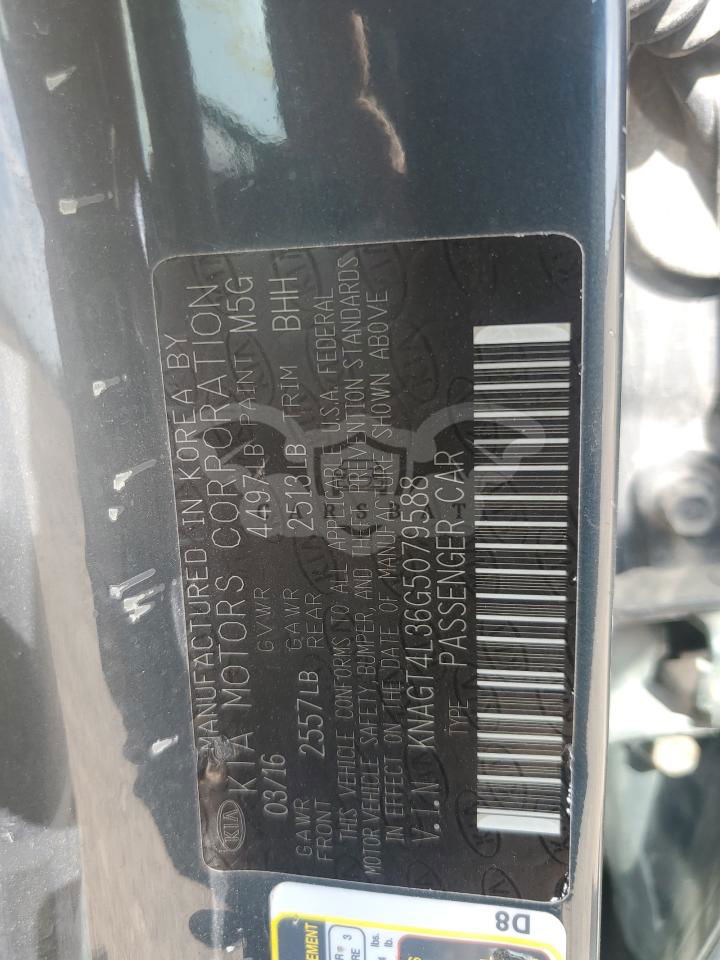 MANUFACTURED IN KOREA BY
KIA MOTORS CORPORATION
03/16 GVWR 4497LB PAINT M5G
GAWR FRONT 2557LB GAWR REAR 2513LB TRIM BHH
THIS VEHICLE CONFORMS TO ALL APPLICABLE U.S.A. FEDERAL
MOTOR VEHICLE SAFETY, BUMPER, AND THEFT PREVENTION STANDARDS
IN EFFECT ON THE DATE OF MANUFACTURE SHOWN ABOVE
V.I.N KNAGT4L36G5079588
TYPE PASSENGER CAR
KIA
D8